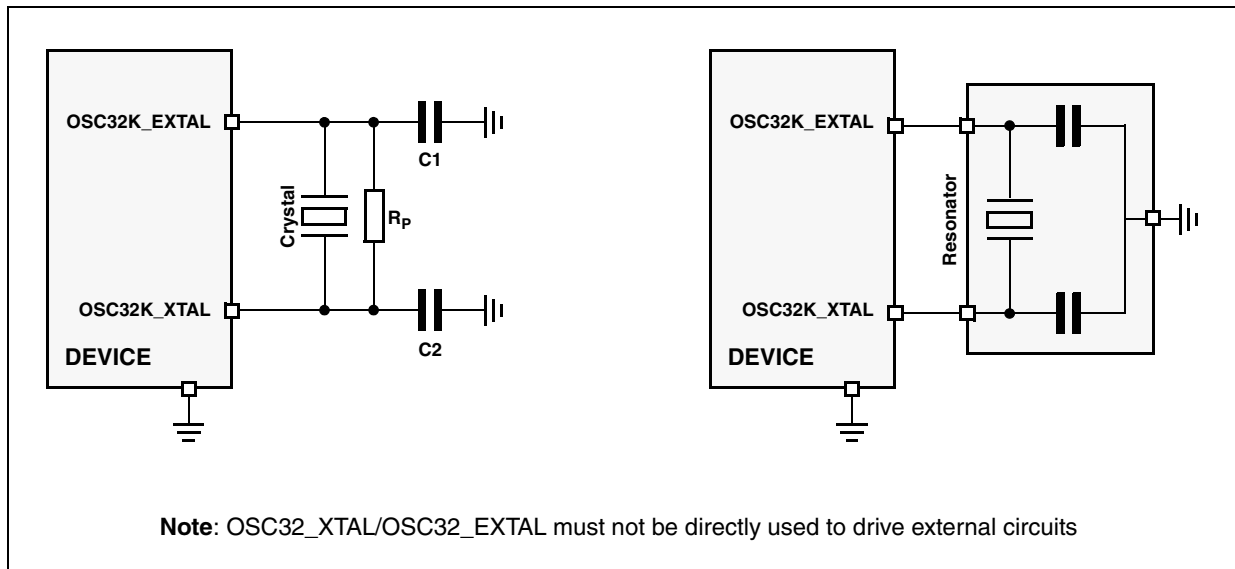 OSC32K_EXTAL
C1
Crystal
RP
OSC32K_XTAL
C2
DEVICE
OSC32K_EXTAL
Resonator
OSC32K_XTAL
DEVICE
Note: OSC32_XTAL/OSC32_EXTAL must not be directly used to drive external circuits